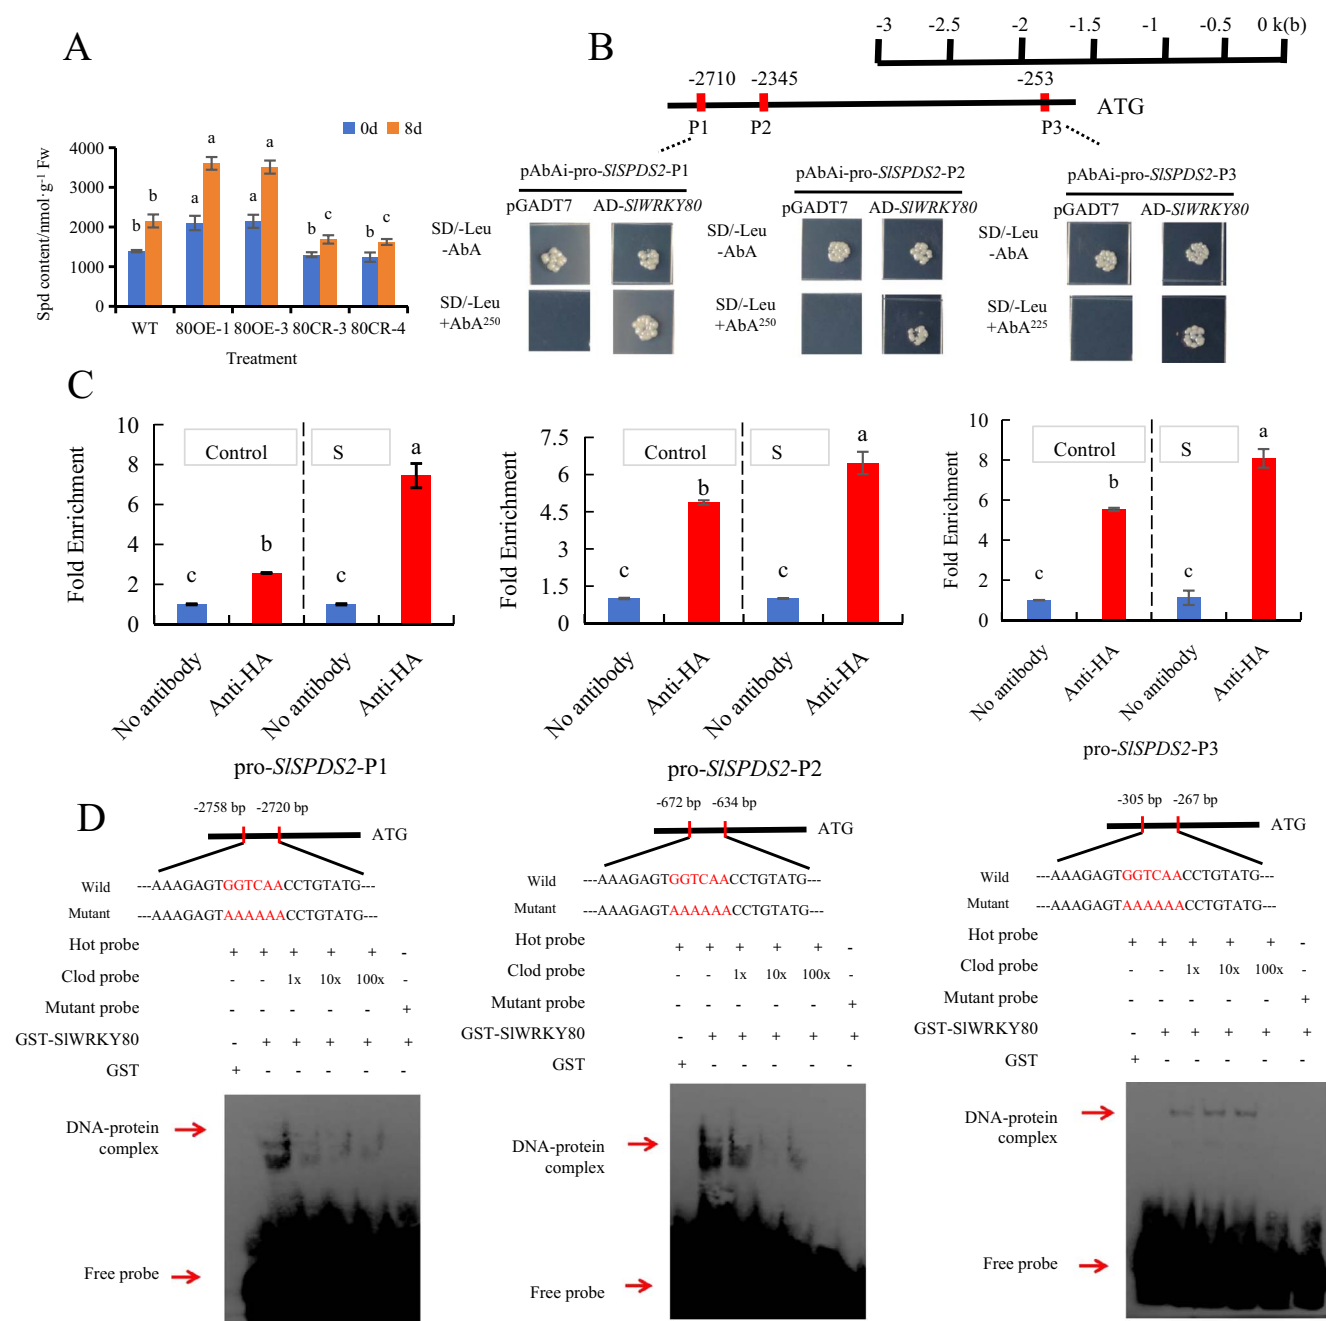 A
0d 8d
Spd content/nmol·g⁻¹ Fw
4000
3000
2000
1000
0
b b a a a a b c b c
WT 80OE-1 80OE-3 80CR-3 80CR-4
Treatment
B
-3 -2.5 -2 -1.5 -1 -0.5 0 k(b)
-2710 -2345 -253
ATG
P1 P2 P3
pAbAi-pro-SlSPDS2-P1
pGADT7 AD-SlWRKY80
SD/-Leu
-AbA
SD/-Leu
+AbA²⁵⁰
pAbAi-pro-SlSPDS2-P2
pGADT7 AD-SlWRKY80
SD/-Leu
-AbA
SD/-Leu
+AbA²⁵⁰
pAbAi-pro-SlSPDS2-P3
pGADT7 AD-SlWRKY80
SD/-Leu
-AbA
SD/-Leu
+AbA²²⁵
C
Fold Enrichment
10
8
6
4
2
0
Control S
c b c a
No antibody Anti-HA No antibody Anti-HA
pro-SlSPDS2-P1
Fold Enrichment
7.5
6
4.5
3
1.5
0
Control S
c b c a
No antibody Anti-HA No antibody Anti-HA
pro-SlSPDS2-P2
Fold Enrichment
10
8
6
4
2
0
Control S
c b c a
No antibody Anti-HA No antibody Anti-HA
pro-SlSPDS2-P3
D
-2758 bp -2720 bp
ATG
Wild ---AAAGAGTGGTCAACCTGTATG---
Mutant ---AAAGAGTAAAAAACCTGTATG---
Hot probe + + + + + -
Clod probe - - 1x 10x 100x -
Mutant probe - - - - - +
GST-SlWRKY80 - + + + + +
GST + - - - - -
DNA-protein
complex
Free probe
-672 bp -634 bp
ATG
Wild ---AAAGAGTGGTCAACCTGTATG---
Mutant ---AAAGAGTAAAAAACCTGTATG---
Hot probe + + + + + -
Clod probe - - 1x 10x 100x -
Mutant probe - - - - - +
GST-SlWRKY80 - + + + + +
GST + - - - - -
DNA-protein
complex
Free probe
-305 bp -267 bp
ATG
Wild ---AAAGAGTGGTCAACCTGTATG---
Mutant ---AAAGAGTAAAAAACCTGTATG---
Hot probe + + + + + -
Clod probe - - 1x 10x 100x -
Mutant probe - - - - - +
GST-SlWRKY80 - + + + + +
GST + - - - - -
DNA-protein
complex
Free probe